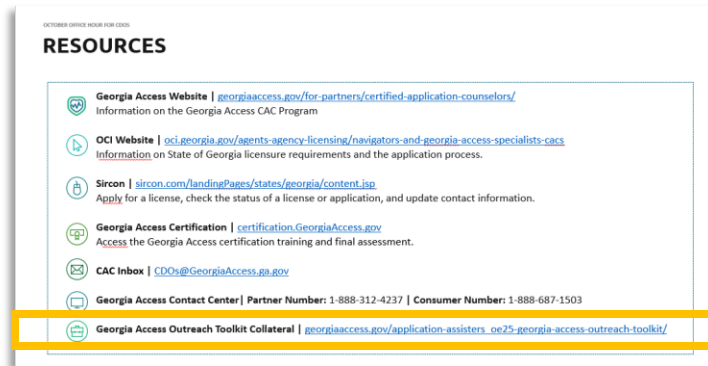 OCTOBER OFFICE HOUR FOR CDOS
RESOURCES
Georgia Access Website | georgiaaccess.gov/for-partners/certified-application-counselors/
Information on the Georgia Access CAC Program
OCI Website | oci.georgia.gov/agents-agency-licensing/navigators-and-georgia-access-specialists-cacs
Information on State of Georgia licensure requirements and the application process.
Sircon | sircon.com/landingPages/states/georgia/content.jsp
Apply for a license, check the status of a license or application, and update contact information.
Georgia Access Certification | certification.GeorgiaAccess.gov
Access the Georgia Access certification training and final assessment.
CAC Inbox | CDOs@GeorgiaAccess.ga.gov
Georgia Access Contact Center| Partner Number: 1-888-312-4237 | Consumer Number: 1-888-687-1503
Georgia Access Outreach Toolkit Collateral | georgiaaccess.gov/application-assisters_oe25-georgia-access-outreach-toolkit/